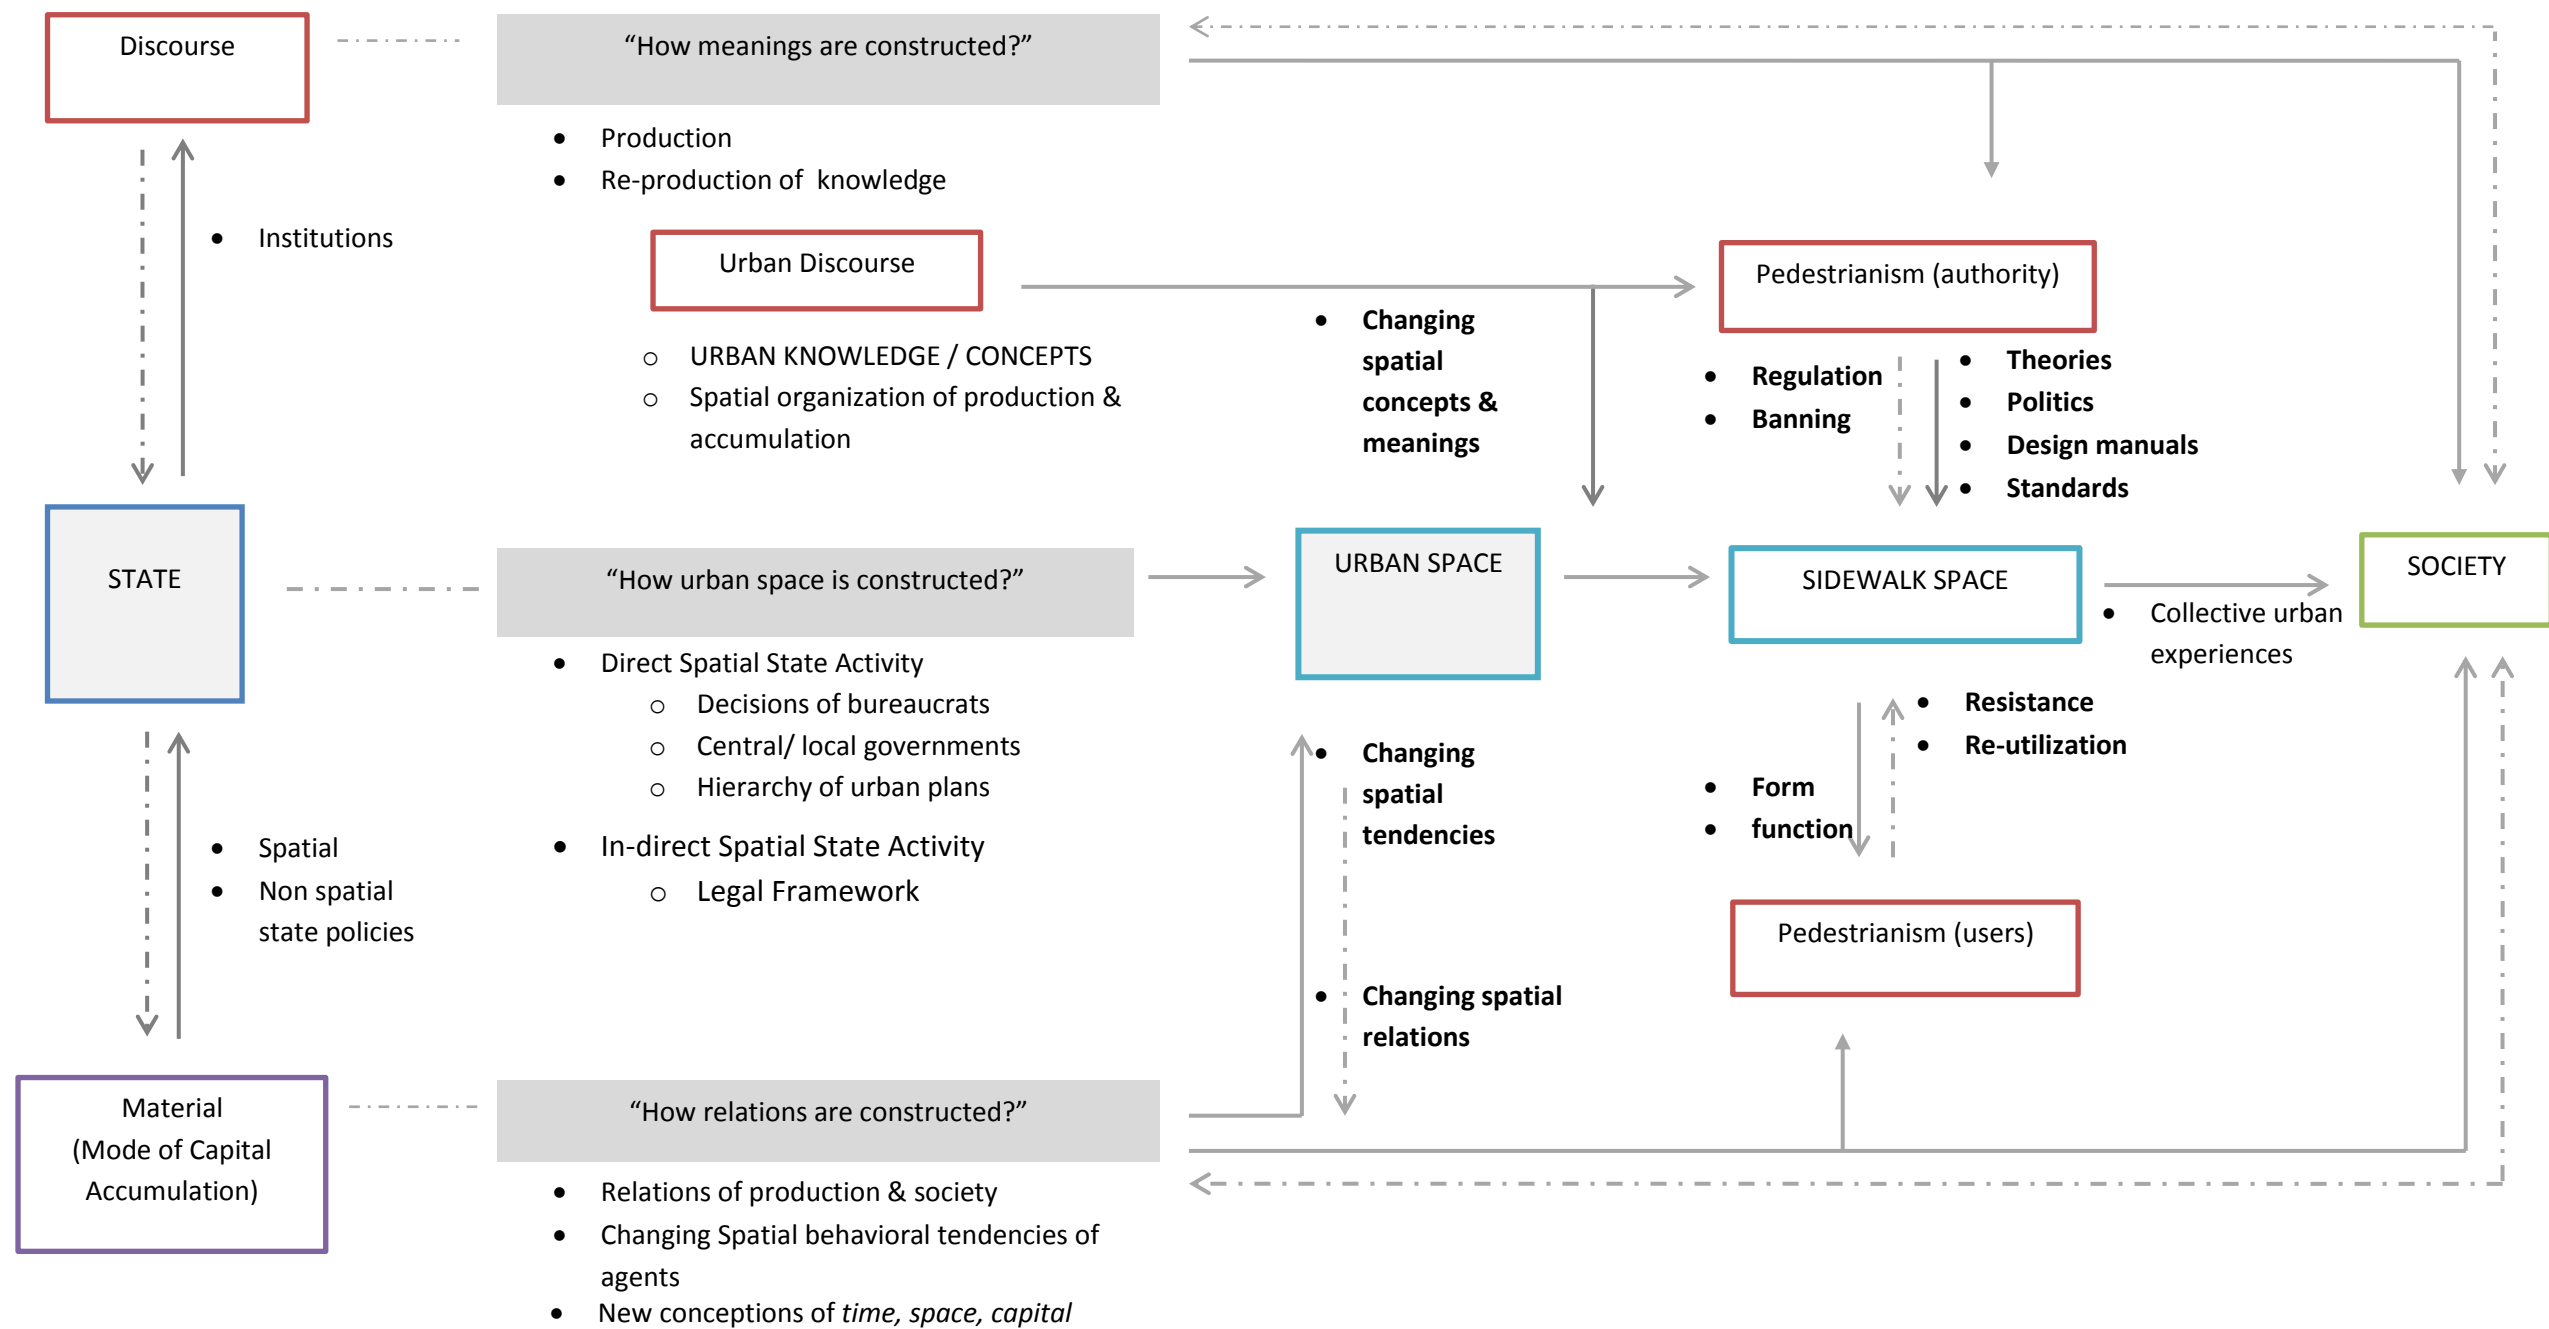 Discourse
“How meanings are constructed?”
• Production
• Re-production of knowledge
• Institutions
Urban Discourse
○ URBAN KNOWLEDGE / CONCEPTS
○ Spatial organization of production &
accumulation
• Changing
spatial
concepts &
meanings
Pedestrianism (authority)
• Regulation
• Banning
• Theories
• Politics
• Design manuals
• Standards
STATE
“How urban space is constructed?”
• Direct Spatial State Activity
○ Decisions of bureaucrats
○ Central/ local governments
○ Hierarchy of urban plans
• In-direct Spatial State Activity
○ Legal Framework
URBAN SPACE
SIDEWALK SPACE
• Collective urban
experiences
SOCIETY
• Resistance
• Re-utilization
• Form
• function
• Changing
spatial
tendencies
• Changing spatial
relations
Pedestrianism (users)
• Spatial
• Non spatial
state policies
Material
(Mode of Capital
Accumulation)
“How relations are constructed?”
• Relations of production & society
• Changing Spatial behavioral tendencies of
agents
• New conceptions of time, space, capital